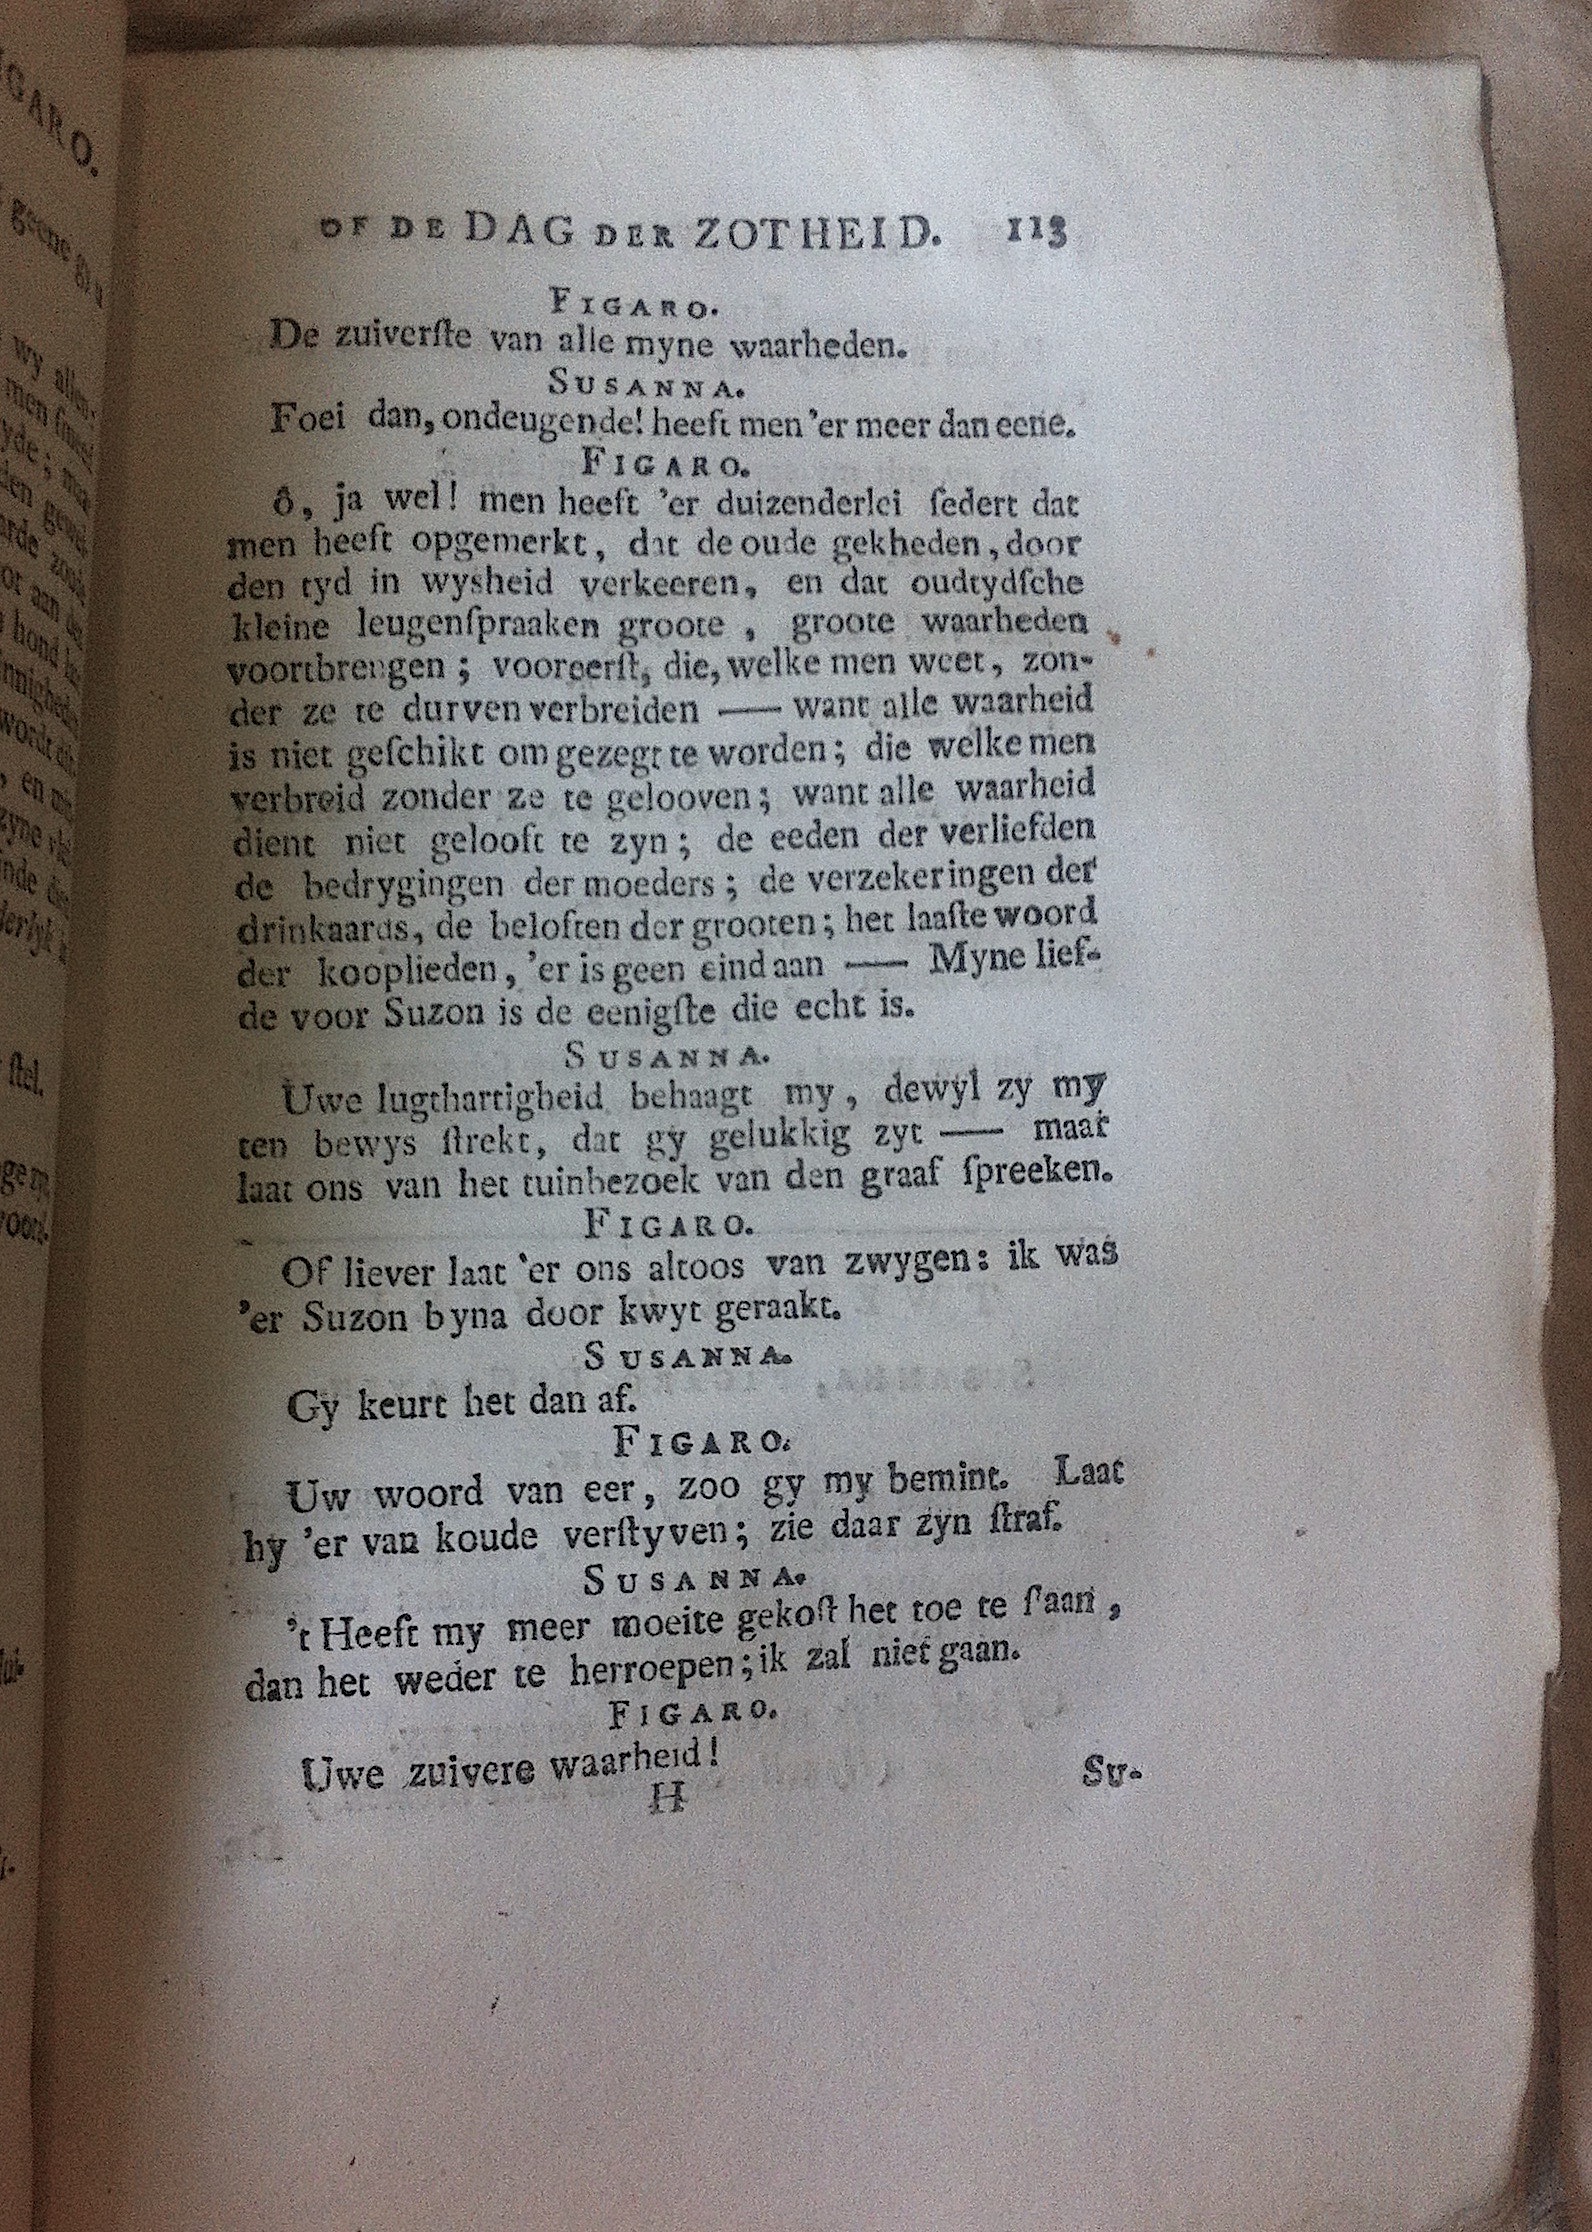 OF DE DAG DER ZOTHEID. 113
FIGARO.
De zuiverſte van alle myne waarheden.
SUSANNA.
Foei dan, ondeugende! heeft men 'er meer dan eene.
FIGARO.
ô, ja wel! men heeft 'er duizenderlei ſedert dat
men heeft opgemerkt, dat de oude gekheden, door
den tyd in wysheid verkeeren, en dat oudtydſche
kleine leugenſpraaken groote, groote waarheden
voortbrengen; vooreerſt, die, welke men weet, zon-
der ze te durven verbreiden —— want alle waarheid
is niet geſchikt om gezegt te worden; die welke men
verbreid zonder ze te gelooven; want alle waarheid
dient niet gelooft te zyn; de eeden der verliefden
de bedrygingen der moeders; de verzekeringen der
drinkaards, de beloften der grooten; het laaſte woord
der kooplieden, 'er is geen eind aan —— Myne lief-
de voor Suzon is de eenigſte die echt is.
SUSANNA.
Uwe lugthartigheid behaagt my, dewyl zy my
ten bewys ſtrekt, dat gy gelukkig zyt —— maar
laat ons van het tuinbezoek van den graaf ſpreeken.
FIGARO.
Of liever laat 'er ons altoos van zwygen: ik was
'er Suzon byna door kwyt geraakt.
SUSANNA.
Gy keurt het dan af.
FIGARO.
Uw woord van eer, zoo gy my bemint. Laat
hy 'er van koude verſtyven; zie daar zyn ſtraf.
SUSANNA.
't Heeft my meer moeite gekoſt het toe te ſtaan,
dan het weder te herroepen; ik zal niet gaan.
FIGARO.
Uwe zuivere waarheid!
H Su-